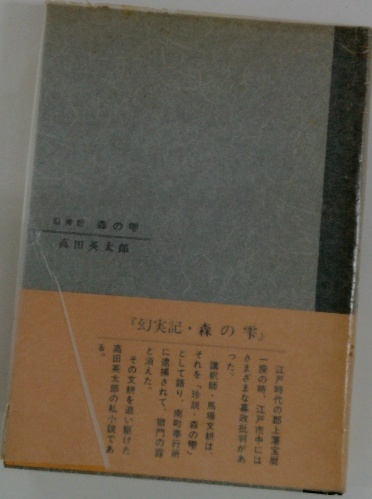 幻実記 森の雫
高田英太郎
『幻実記・森の雫』
江戸時代の郡上藩宝暦
一揆の時、江戸市中には
さまざまな幕政批判があ
った。
講釈師・馬場文耕は、
それを「珍説・森の雫」
として語り、南町奉行所
に逮捕されて、獄門の露
と消えた。
その文耕を追い駆けた
高田英太郎の私小説であ
る。